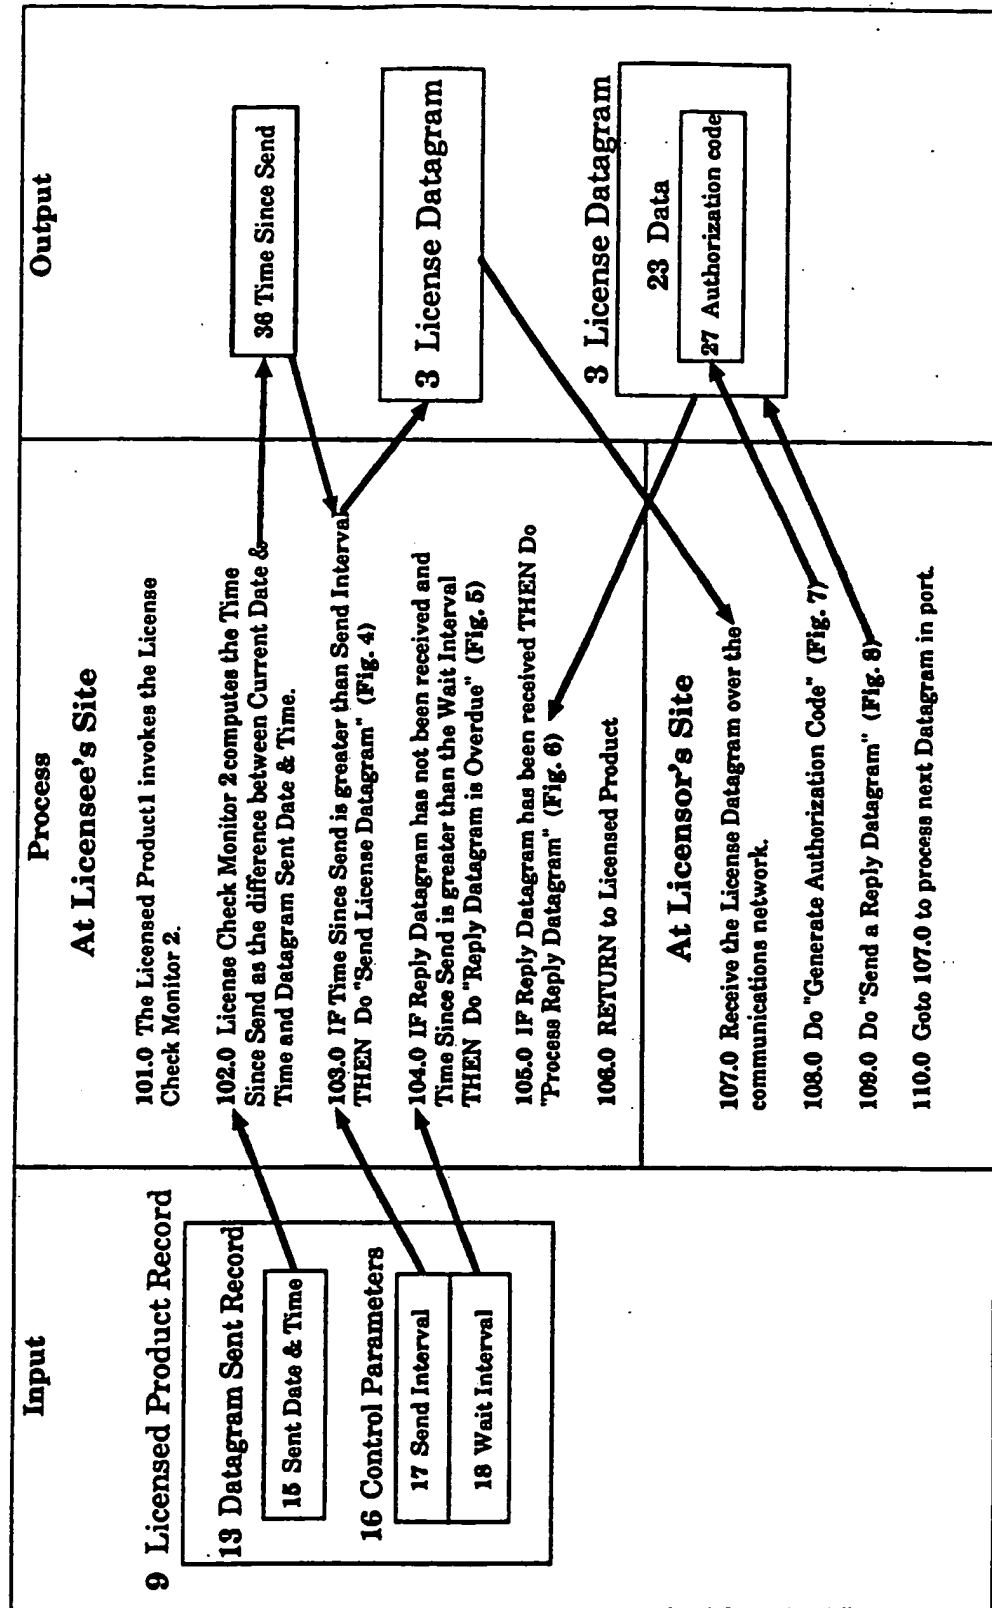 Input
9 Licensed Product Record
13 Datagram Sent Record
15 Sent Date & Time
16 Control Parameters
17 Send Interval
18 Wait Interval
Process
At Licensee's Site
101.0 The Licensed Product1 invokes the License
Check Monitor 2.
102.0 License Check Monitor 2 computes the Time
Since Send as the difference between Current Date &
Time and Datagram Sent Date & Time.
103.0 IF Time Since Send is greater than Send Interval
THEN Do "Send License Datagram" (Fig. 4)
104.0 IF Reply Datagram has not been received and
Time Since Send is greater than the Wait Interval
THEN Do "Reply Datagram is Overdue" (Fig. 5)
105.0 IF Reply Datagram has been received THEN Do
"Process Reply Datagram" (Fig. 6)
106.0 RETURN to Licensed Product
At Licensor's Site
107.0 Receive the License Datagram over the
communications network.
108.0 Do "Generate Authorization Code" (Fig. 7)
109.0 Do "Send a Reply Datagram" (Fig. 8)
110.0 Goto 107.0 to process next Datagram in port.
Output
36 Time Since Send
3 License Datagram
3 License Datagram
23 Data
27 Authorization code